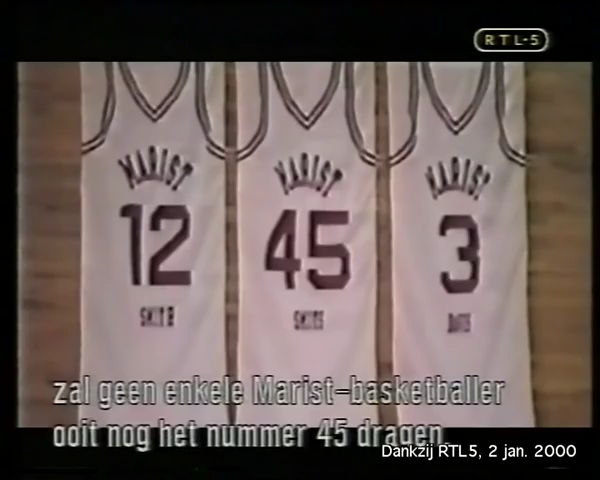 RTL-5
MARIST MARIST MARIST
12 45 3
SMITS
zal geen enkele Marist-basketballer
ooit nog het nummer 45 dragen
Dankzij RTL5, 2 jan. 2000